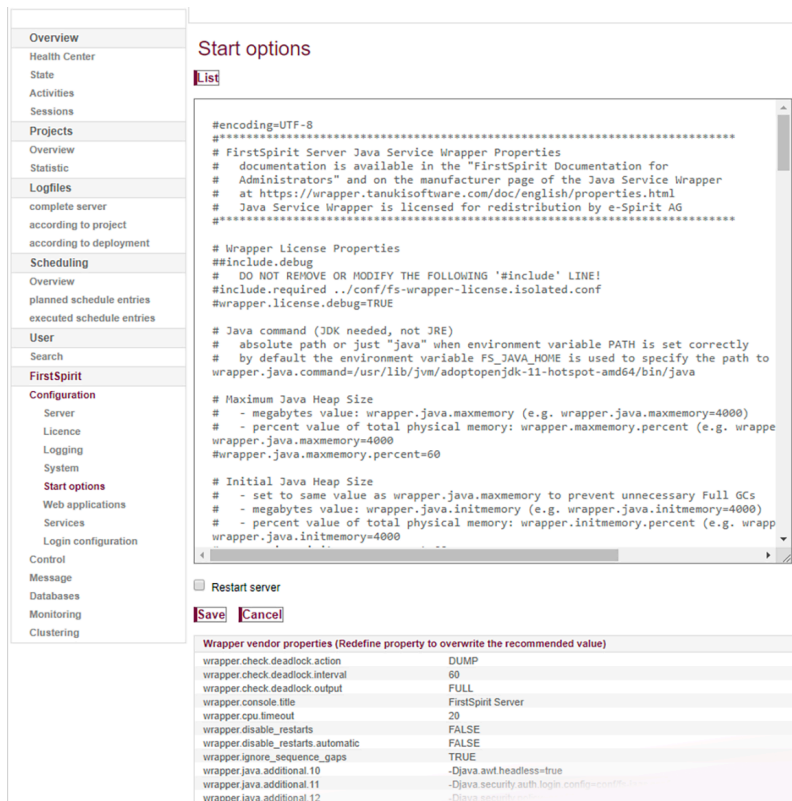 Overview
Health Center
State
Activities
Sessions
Projects
Overview
Statistic
Logfiles
complete server
according to project
according to deployment
Scheduling
Overview
planned schedule entries
executed schedule entries
User
Search
FirstSpirit
Configuration
Server
Licence
Logging
System
Start options
Web applications
Services
Login configuration
Control
Message
Databases
Monitoring
Clustering
Start options
List
#encoding=UTF-8
#*****************************************************************************
# FirstSpirit Server Java Service Wrapper Properties
#   documentation is available in the "FirstSpirit Documentation for
#   Administrators" and on the manufacturer page of the Java Service Wrapper
#   at https://wrapper.tanukisoftware.com/doc/english/properties.html
#   Java Service Wrapper is licensed for redistribution by e-Spirit AG
#*****************************************************************************
# Wrapper License Properties
##include.debug
#   DO NOT REMOVE OR MODIFY THE FOLLOWING '#include' LINE!
#include.required ../conf/fs-wrapper-license.isolated.conf
#wrapper.license.debug=TRUE
# Java command (JDK needed, not JRE)
#   absolute path or just "java" when environment variable PATH is set correctly
#   by default the environment variable FS_JAVA_HOME is used to specify the path to
wrapper.java.command=/usr/lib/jvm/adoptopenjdk-11-hotspot-amd64/bin/java
# Maximum Java Heap Size
#   - megabytes value: wrapper.java.maxmemory (e.g. wrapper.java.maxmemory=4000)
#   - percent value of total physical memory: wrapper.maxmemory.percent (e.g. wrappe
wrapper.java.maxmemory=4000
#wrapper.java.maxmemory.percent=60
# Initial Java Heap Size
#   - set to same value as wrapper.java.maxmemory to prevent unnecessary Full GCs
#   - megabytes value: wrapper.java.initmemory (e.g. wrapper.java.initmemory=4000)
#   - percent value of total physical memory: wrapper.initmemory.percent (e.g. wrapp
wrapper.java.initmemory=4000
Restart server
Save Cancel
Wrapper vendor properties (Redefine property to overwrite the recommended value)
wrapper.check.deadlock.action DUMP
wrapper.check.deadlock.interval 60
wrapper.check.deadlock.output FULL
wrapper.console.title FirstSpirit Server
wrapper.cpu.timeout 20
wrapper.disable_restarts FALSE
wrapper.disable_restarts.automatic FALSE
wrapper.ignore_sequence_gaps TRUE
wrapper.java.additional.10 -Djava.awt.headless=true
wrapper.java.additional.11 -Djava.security.auth.login.config=
wrapper.java.additional.12